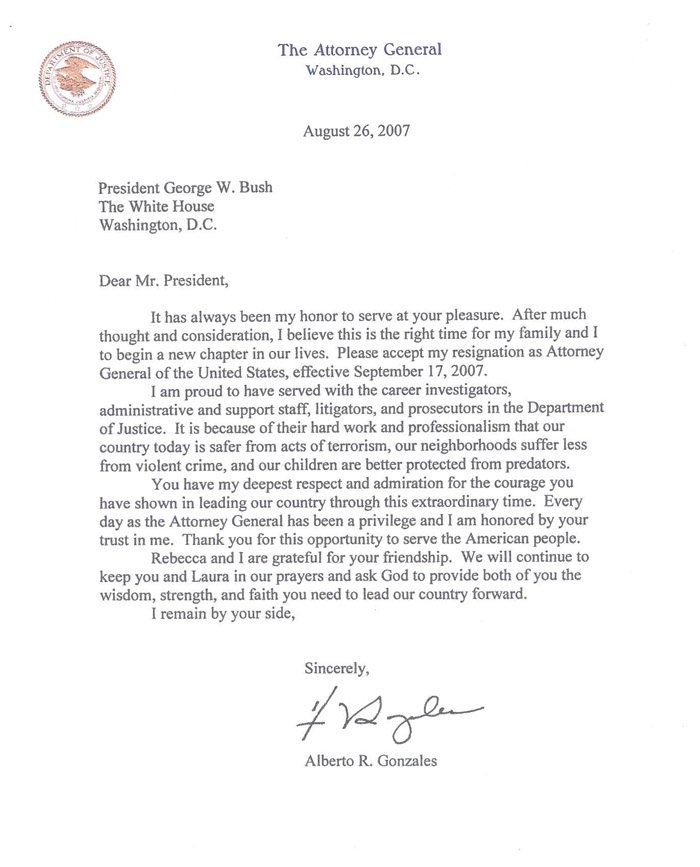 The Attorney General
Washington, D.C.
DEPARTMENT OF JUSTICE
August 26, 2007
President George W. Bush
The White House
Washington, D.C.
Dear Mr. President,
It has always been my honor to serve at your pleasure. After much
thought and consideration, I believe this is the right time for my family and I
to begin a new chapter in our lives. Please accept my resignation as Attorney
General of the United States, effective September 17, 2007.
I am proud to have served with the career investigators,
administrative and support staff, litigators, and prosecutors in the Department
of Justice. It is because of their hard work and professionalism that our
country today is safer from acts of terrorism, our neighborhoods suffer less
from violent crime, and our children are better protected from predators.
You have my deepest respect and admiration for the courage you
have shown in leading our country through this extraordinary time. Every
day as the Attorney General has been a privilege and I am honored by your
trust in me. Thank you for this opportunity to serve the American people.
Rebecca and I are grateful for your friendship. We will continue to
keep you and Laura in our prayers and ask God to provide both of you the
wisdom, strength, and faith you need to lead our country forward.
I remain by your side,
Sincerely,
Alberto R. Gonzales